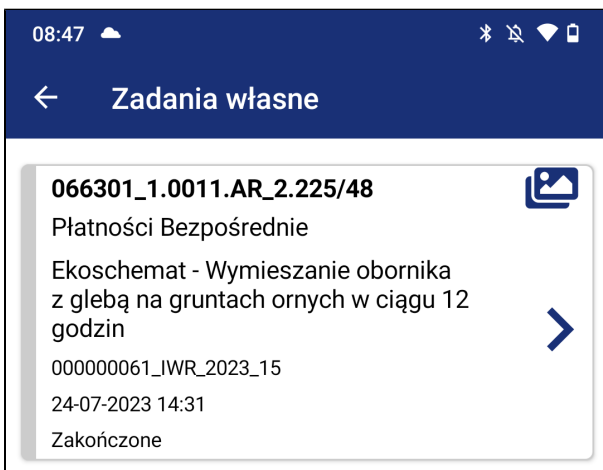 08:47
Zadania własne
066301_1.0011.AR_2.225/48
Płatności Bezpośrednie
Ekoschemat - Wymieszanie obornika
z glebą na gruntach ornych w ciągu 12
godzin
000000061_IWR_2023_15
24-07-2023 14:31
Zakończone